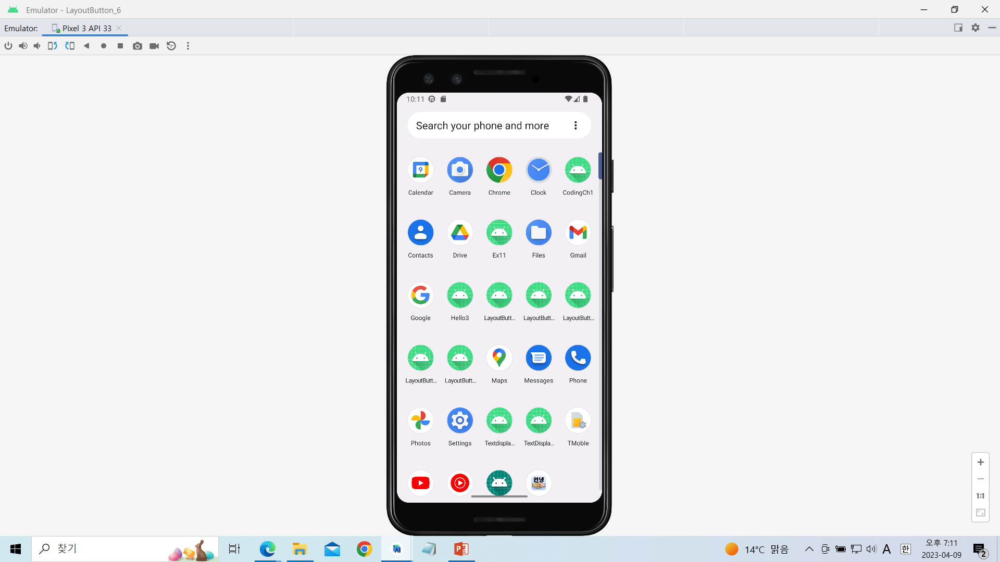 Emulator - LayoutButton_6
Emulator: Pixel 3 API 33
10:11
Search your phone and more
9
Calendar Camera Chrome Clock CodingCh1
Contacts Drive Ex11 Files Gmail
Google Hello3 LayoutButt... LayoutButt... LayoutButt...
LayoutButt... LayoutButt... Maps Messages Phone
Photos Settings Textdispla... TextDispla... TMoble
안녕
1:1
찾기
14°C 맑음
A 한
오후 7:11
2023-04-09
2